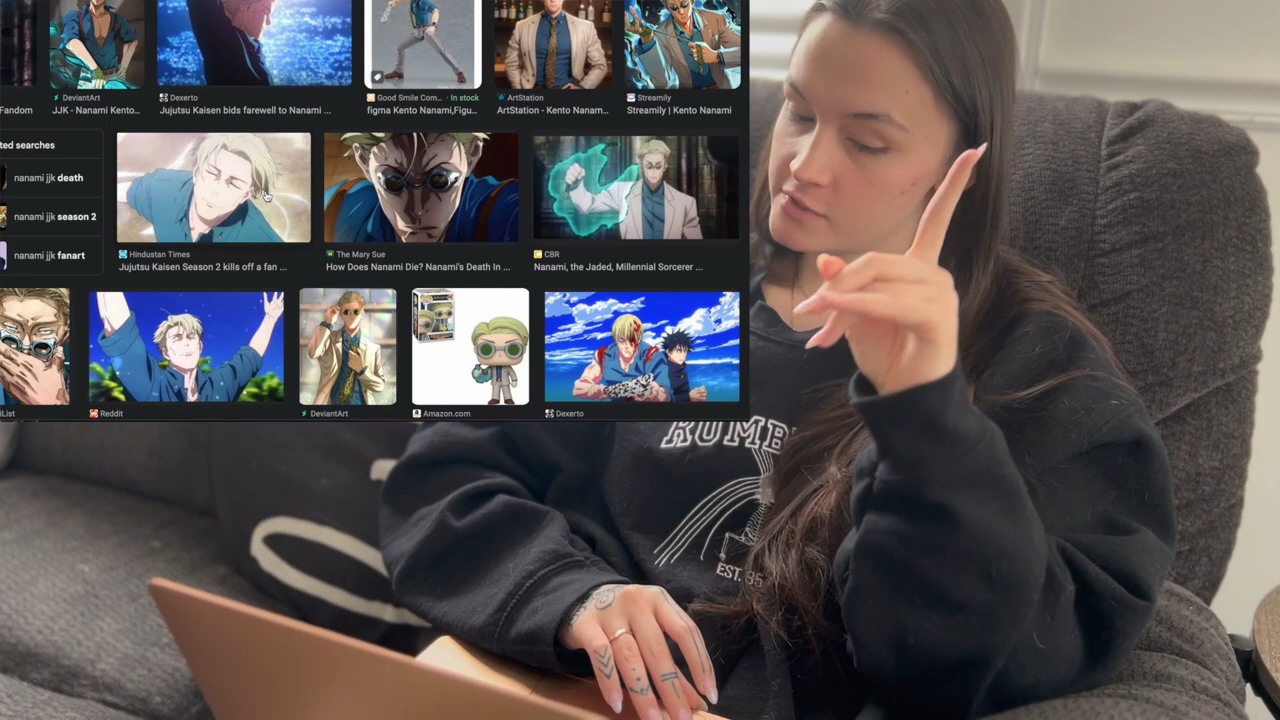 Fandom
DeviantArt
JJK - Nanami Kento...
Dexerto
Jujutsu Kaisen bids farewell to Nanami ...
Good Smile Com... · In stock
figma Kento Nanami,Figu...
ArtStation
ArtStation - Kento Nanam...
Streamily
Streamily | Kento Nanami
ted searches
nanami jjk death
nanami jjk season 2
nanami jjk fanart
Hindustan Times
Jujutsu Kaisen Season 2 kills off a fan ...
The Mary Sue
How Does Nanami Die? Nanami's Death In ...
CBR
Nanami, the Jaded, Millennial Sorcerer ...
List
Reddit
DeviantArt
Amazon.com
Dexerto
RUMB
EST. 85